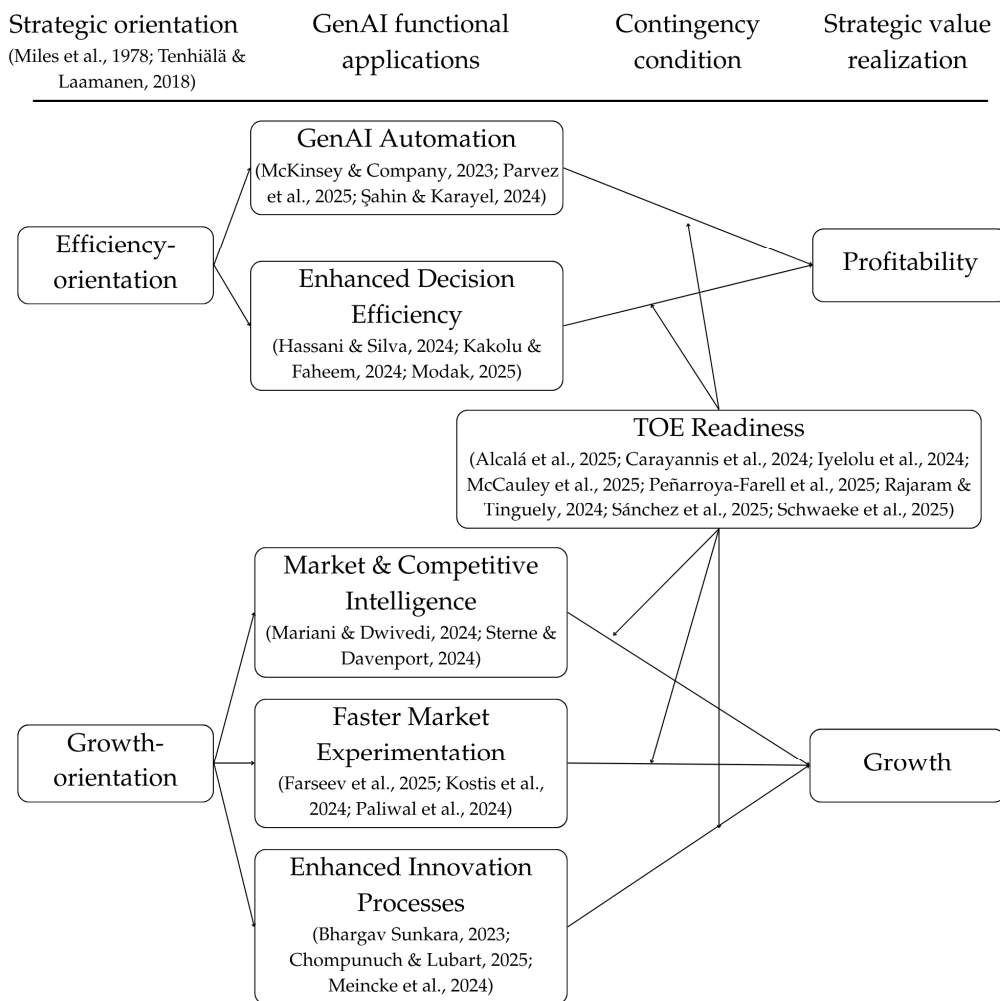 Strategic orientation
(Miles et al., 1978; Tenhiälä &
Laamanen, 2018)
GenAI functional
applications
Contingency
condition
Strategic value
realization
GenAI Automation
(McKinsey & Company, 2023; Parvez
et al., 2025; Şahin & Karayel, 2024)
Efficiency-
orientation
Enhanced Decision
Efficiency
(Hassani & Silva, 2024; Kakolu &
Faheem, 2024; Modak, 2025)
Profitability
TOE Readiness
(Alcalá et al., 2025; Carayannis et al., 2024; Iyelolu et al., 2024;
McCauley et al., 2025; Peñarroya-Farell et al., 2025; Rajaram &
Tinguely, 2024; Sánchez et al., 2025; Schwaeke et al., 2025)
Market & Competitive
Intelligence
(Mariani & Dwivedi, 2024; Sterne &
Davenport, 2024)
Growth-
orientation
Faster Market
Experimentation
(Farseev et al., 2025; Kostis et al.,
2024; Paliwal et al., 2024)
Growth
Enhanced Innovation
Processes
(Bhargav Sunkara, 2023;
Chompunuch & Lubart, 2025;
Meincke et al., 2024)